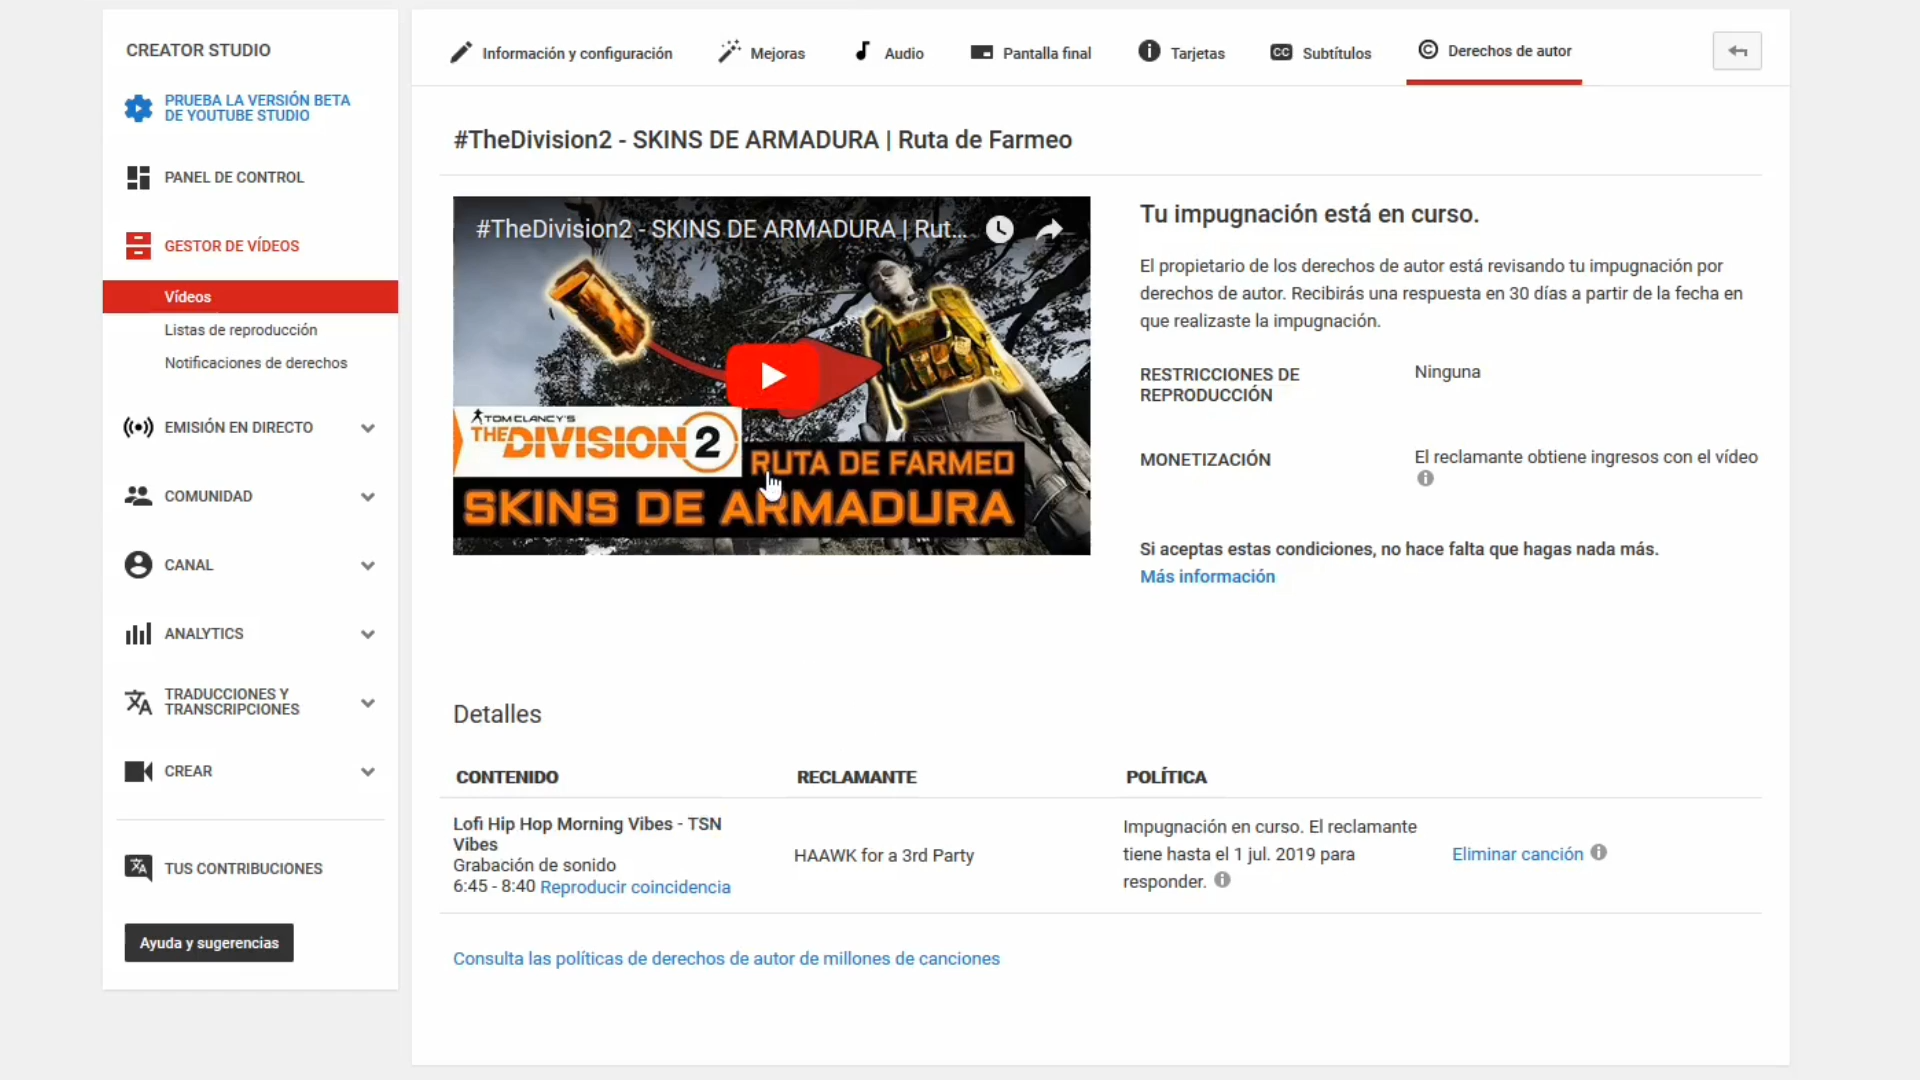 CREATOR STUDIO
PRUEBA LA VERSIÓN BETA
DE YOUTUBE STUDIO
PANEL DE CONTROL
GESTOR DE VÍDEOS
Vídeos
Listas de reproducción
Notificaciones de derechos
EMISIÓN EN DIRECTO
COMUNIDAD
CANAL
ANALYTICS
TRADUCCIONES Y
TRANSCRIPCIONES
CREAR
TUS CONTRIBUCIONES
Ayuda y sugerencias
Información y configuración
Mejoras
Audio
Pantalla final
Tarjetas
CC Subtítulos
Derechos de autor
#TheDivision2 - SKINS DE ARMADURA | Ruta de Farmeo
#TheDivision2 - SKINS DE ARMADURA | Rut...
TOM CLANCY'S
THE DIVISION 2
RUTA DE FARMEO
SKINS DE ARMADURA
Tu impugnación está en curso.
El propietario de los derechos de autor está revisando tu impugnación por
derechos de autor. Recibirás una respuesta en 30 días a partir de la fecha en
que realizaste la impugnación.
RESTRICCIONES DE
REPRODUCCIÓN
Ninguna
MONETIZACIÓN
El reclamante obtiene ingresos con el vídeo
Si aceptas estas condiciones, no hace falta que hagas nada más.
Más información
Detalles
CONTENIDO
RECLAMANTE
POLÍTICA
Lofi Hip Hop Morning Vibes - TSN
Vibes
Grabación de sonido
6:45 - 8:40 Reproducir coincidencia
HAAWK for a 3rd Party
Impugnación en curso. El reclamante
tiene hasta el 1 jul. 2019 para
responder.
Eliminar canción
Consulta las políticas de derechos de autor de millones de canciones